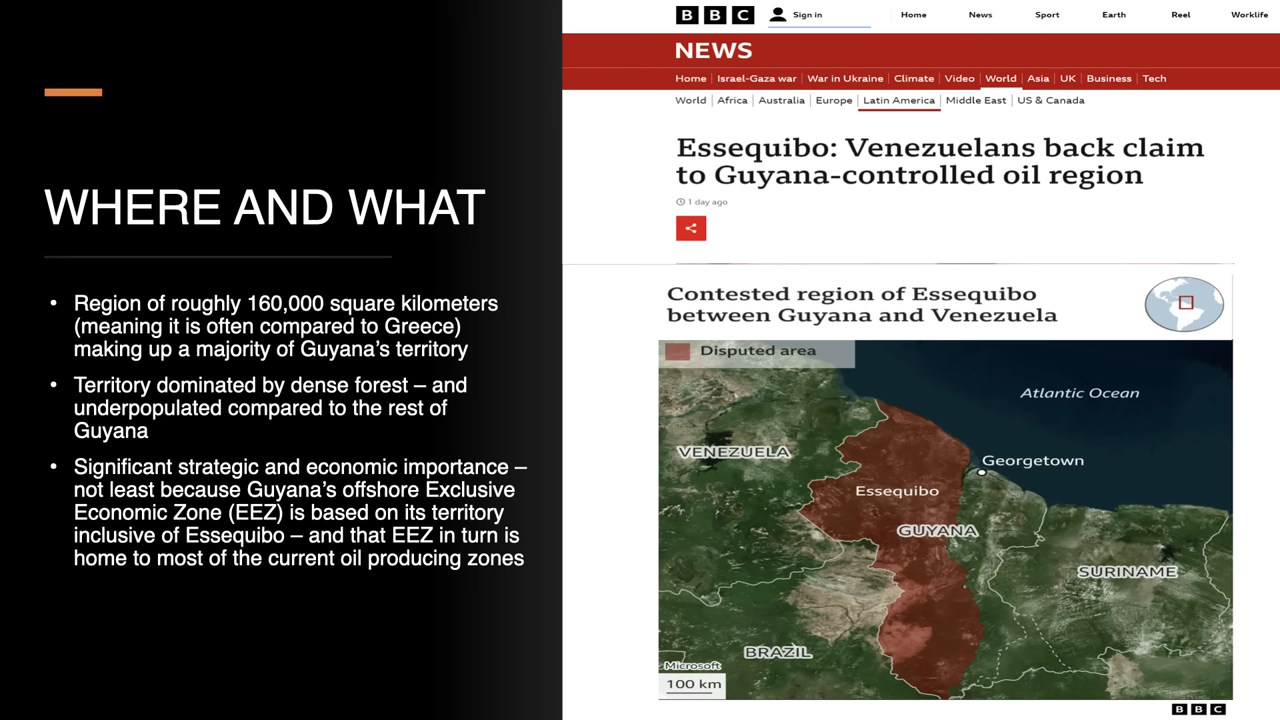 WHERE AND WHAT
• Region of roughly 160,000 square kilometers
(meaning it is often compared to Greece)
making up a majority of Guyana's territory
• Territory dominated by dense forest – and
underpopulated compared to the rest of
Guyana
• Significant strategic and economic importance –
not least because Guyana's offshore Exclusive
Economic Zone (EEZ) is based on its territory
inclusive of Essequibo – and that EEZ in turn is
home to most of the current oil producing zones
BBC Sign in Home News Sport Earth Reel Worklife
NEWS
Home Israel-Gaza war War in Ukraine Climate Video World Asia UK Business Tech
World Africa Australia Europe Latin America Middle East US & Canada
Essequibo: Venezuelans back claim
to Guyana-controlled oil region
1 day ago
Contested region of Essequibo
between Guyana and Venezuela
Disputed area
Atlantic Ocean
VENEZUELA
Georgetown
Essequibo
GUYANA
SURINAME
BRAZIL
Microsoft
100 km
BBC